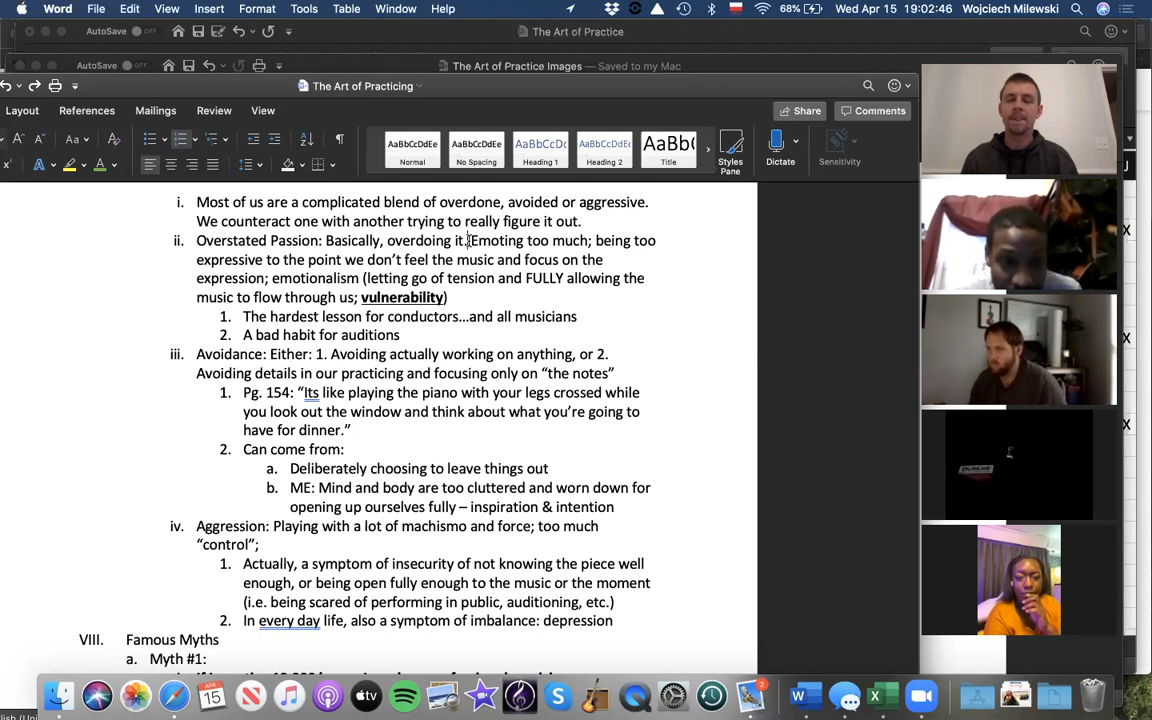 Word File Edit View Insert Format Tools Table Window Help 68% Wed Apr 15 19:02:46 Wojciech Milewski
AutoSave OFF The Art of Practice
AutoSave OFF The Art of Practice Images — Saved to my Mac
The Art of Practicing
Layout References Mailings Review View Share Comments
AaBbCcDdEe AaBbCcDdEe AaBbCcDc AaBbCcDdEe AaBbC
Normal No Spacing Heading 1 Heading 2 Title Styles Pane Dictate Sensitivity
i. Most of us are a complicated blend of overdone, avoided or aggressive.
We counteract one with another trying to really figure it out.
ii. Overstated Passion: Basically, overdoing it. Emoting too much; being too
expressive to the point we don't feel the music and focus on the
expression; emotionalism (letting go of tension and FULLY allowing the
music to flow through us; vulnerability)
1. The hardest lesson for conductors…and all musicians
2. A bad habit for auditions
iii. Avoidance: Either: 1. Avoiding actually working on anything, or 2.
Avoiding details in our practicing and focusing only on "the notes"
1. Pg. 154: "Its like playing the piano with your legs crossed while
you look out the window and think about what you're going to
have for dinner."
2. Can come from:
a. Deliberately choosing to leave things out
b. ME: Mind and body are too cluttered and worn down for
opening up ourselves fully – inspiration & intention
iv. Aggression: Playing with a lot of machismo and force; too much
"control";
1. Actually, a symptom of insecurity of not knowing the piece well
enough, or being open fully enough to the music or the moment
(i.e. being scared of performing in public, auditioning, etc.)
2. In every day life, also a symptom of imbalance: depression
VIII. Famous Myths
a. Myth #1: